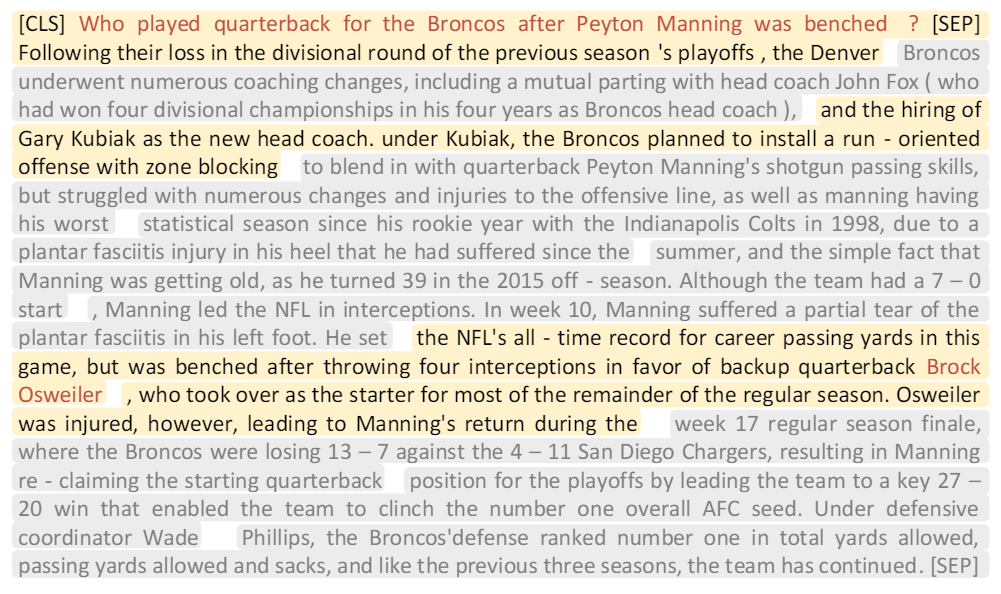 [CLS] Who played quarterback for the Broncos after Peyton Manning was benched ? [SEP]
Following their loss in the divisional round of the previous season 's playoffs , the Denver Broncos
underwent numerous coaching changes, including a mutual parting with head coach John Fox ( who
had won four divisional championships in his four years as Broncos head coach ), and the hiring of
Gary Kubiak as the new head coach. under Kubiak, the Broncos planned to install a run - oriented
offense with zone blocking to blend in with quarterback Peyton Manning's shotgun passing skills,
but struggled with numerous changes and injuries to the offensive line, as well as manning having
his worst statistical season since his rookie year with the Indianapolis Colts in 1998, due to a
plantar fasciitis injury in his heel that he had suffered since the summer, and the simple fact that
Manning was getting old, as he turned 39 in the 2015 off - season. Although the team had a 7 – 0
start , Manning led the NFL in interceptions. In week 10, Manning suffered a partial tear of the
plantar fasciitis in his left foot. He set the NFL's all - time record for career passing yards in this
game, but was benched after throwing four interceptions in favor of backup quarterback Brock
Osweiler , who took over as the starter for most of the remainder of the regular season. Osweiler
was injured, however, leading to Manning's return during the week 17 regular season finale,
where the Broncos were losing 13 – 7 against the 4 – 11 San Diego Chargers, resulting in Manning
re - claiming the starting quarterback position for the playoffs by leading the team to a key 27 –
20 win that enabled the team to clinch the number one overall AFC seed. Under defensive
coordinator Wade Phillips, the Broncos'defense ranked number one in total yards allowed,
passing yards allowed and sacks, and like the previous three seasons, the team has continued. [SEP]